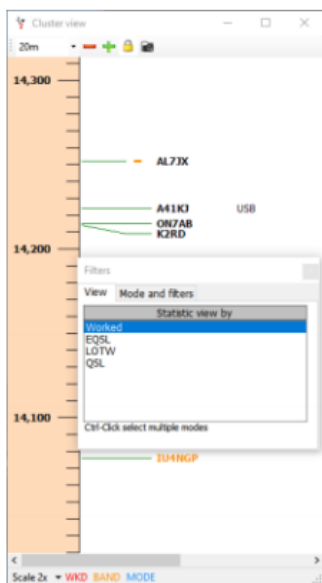 Cluster view
20m
14,300
AL7JX
A41KJ USB
ON7AB
K2RD
14,200
Filters
View Mode and filters
Statistic view by
Worked
EQSL
LOTW
QSL
14,100
Ctrl-Click select multiple modes
IU4NGP
Scale 2x WKD BAND MODE